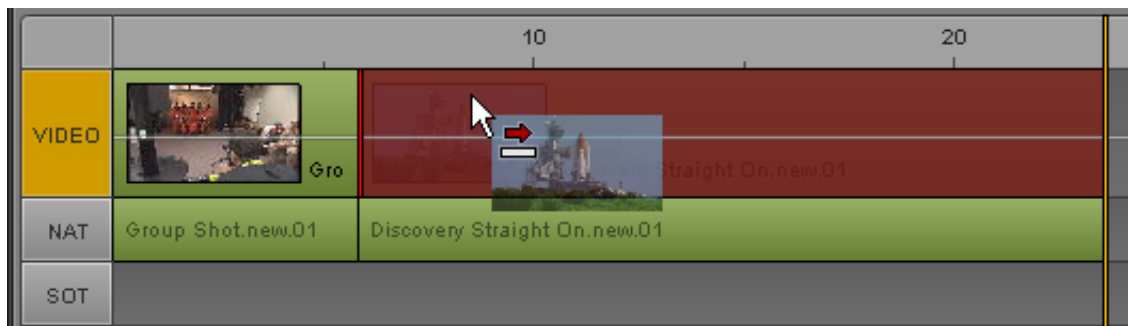 10 20
VIDEO
Gro
Discovery Straight On.new.01
NAT Group Shot.new.01 Discovery Straight On.new.01
SOT